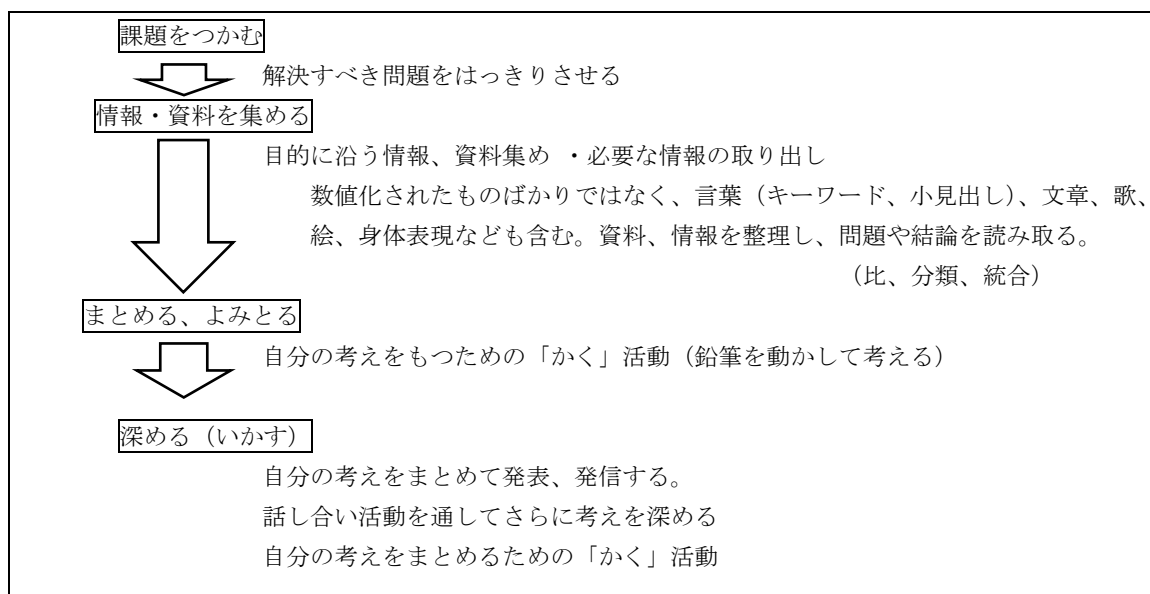 課題をつかむ
解決すべき問題をはっきりさせる
情報・資料を集める
目的に沿う情報、資料集め ・必要な情報の取り出し
数値化されたものばかりではなく、言葉（キーワード、小見出し）、文章、歌、
絵、身体表現なども含む。資料、情報を整理し、問題や結論を読み取る。
（比、分類、統合）
まとめる、よみとる
自分の考えをもつための「かく」活動（鉛筆を動かして考える）
深める（いかす）
自分の考えをまとめて発表、発信する。
話し合い活動を通してさらに考えを深める
自分の考えをまとめるための「かく」活動